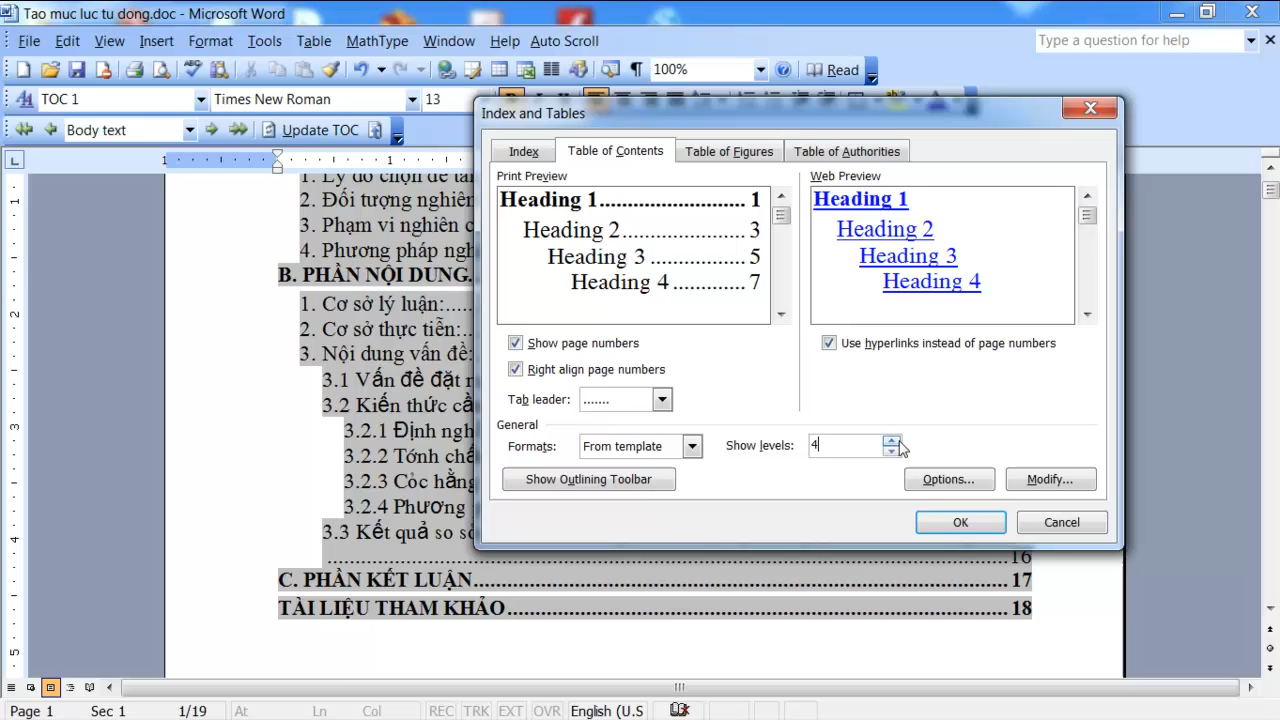 Tao muc luc tu dong.doc - Microsoft Word
File Edit View Insert Format Tools Table MathType Window Help Auto Scroll Type a question for help
100% Read
TOC 1 Times New Roman 13
Body text Update TOC
Index and Tables
Index Table of Contents Table of Figures Table of Authorities
Print Preview Web Preview
Heading 1.......................... 1 Heading 1
Heading 2...................... 3 Heading 2
Heading 3 ................. 5 Heading 3
Heading 4 ............. 7 Heading 4
Show page numbers Use hyperlinks instead of page numbers
Right align page numbers
Tab leader: .......
General
Formats: From template Show levels: 4
Show Outlining Toolbar Options... Modify...
OK Cancel
1 1
1. Lý do chọn đề tài
2. Đối tượng nghiên
3. Phạm vi nghiên c
4. Phương pháp ngh
B. PHẦN NỘI DUNG.
1. Cơ sở lý luận:.....
2. Cơ sở thực tiễn:..
3. Nội dung vấn đề:
3.1 Vấn đề đặt r
3.2 Kiến thức cầ
3.2.1 Định ngh
3.2.2 Tớnh chấ
3.2.3 Cỏc hằng
3.2.4 Phương
3.3 Kết quả so sá
16
C. PHẦN KẾT LUẬN.......................... 17
TÀI LIỆU THAM KHẢO.......................... 18
1
2
3
4
5
Page 1 Sec 1 1/19 At Ln Col REC TRK EXT OVR English (U.S